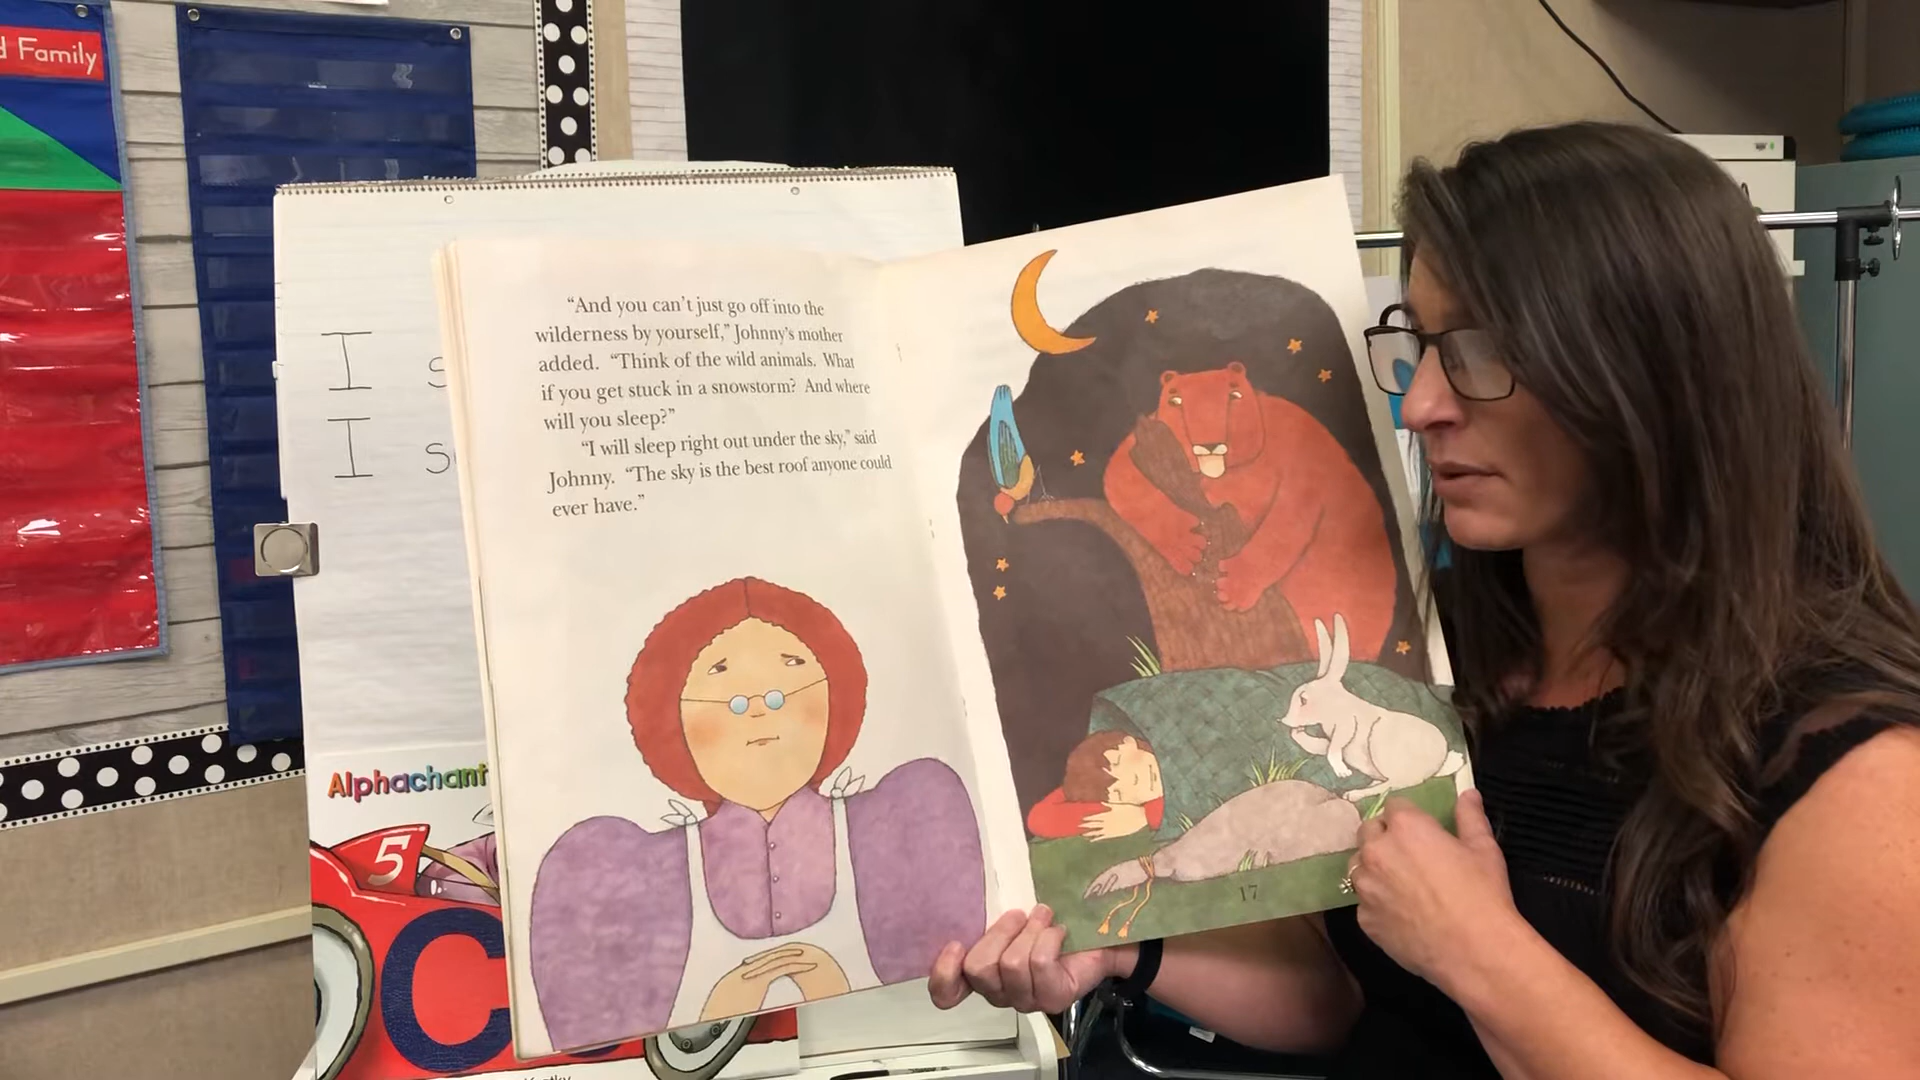 d Family
I s
I s
"And you can't just go off into the
wilderness by yourself," Johnny's mother
added. "Think of the wild animals. What
if you get stuck in a snowstorm? And where
will you sleep?"
"I will sleep right out under the sky," said
Johnny. "The sky is the best roof anyone could
ever have."
17
Alphachant
5
C